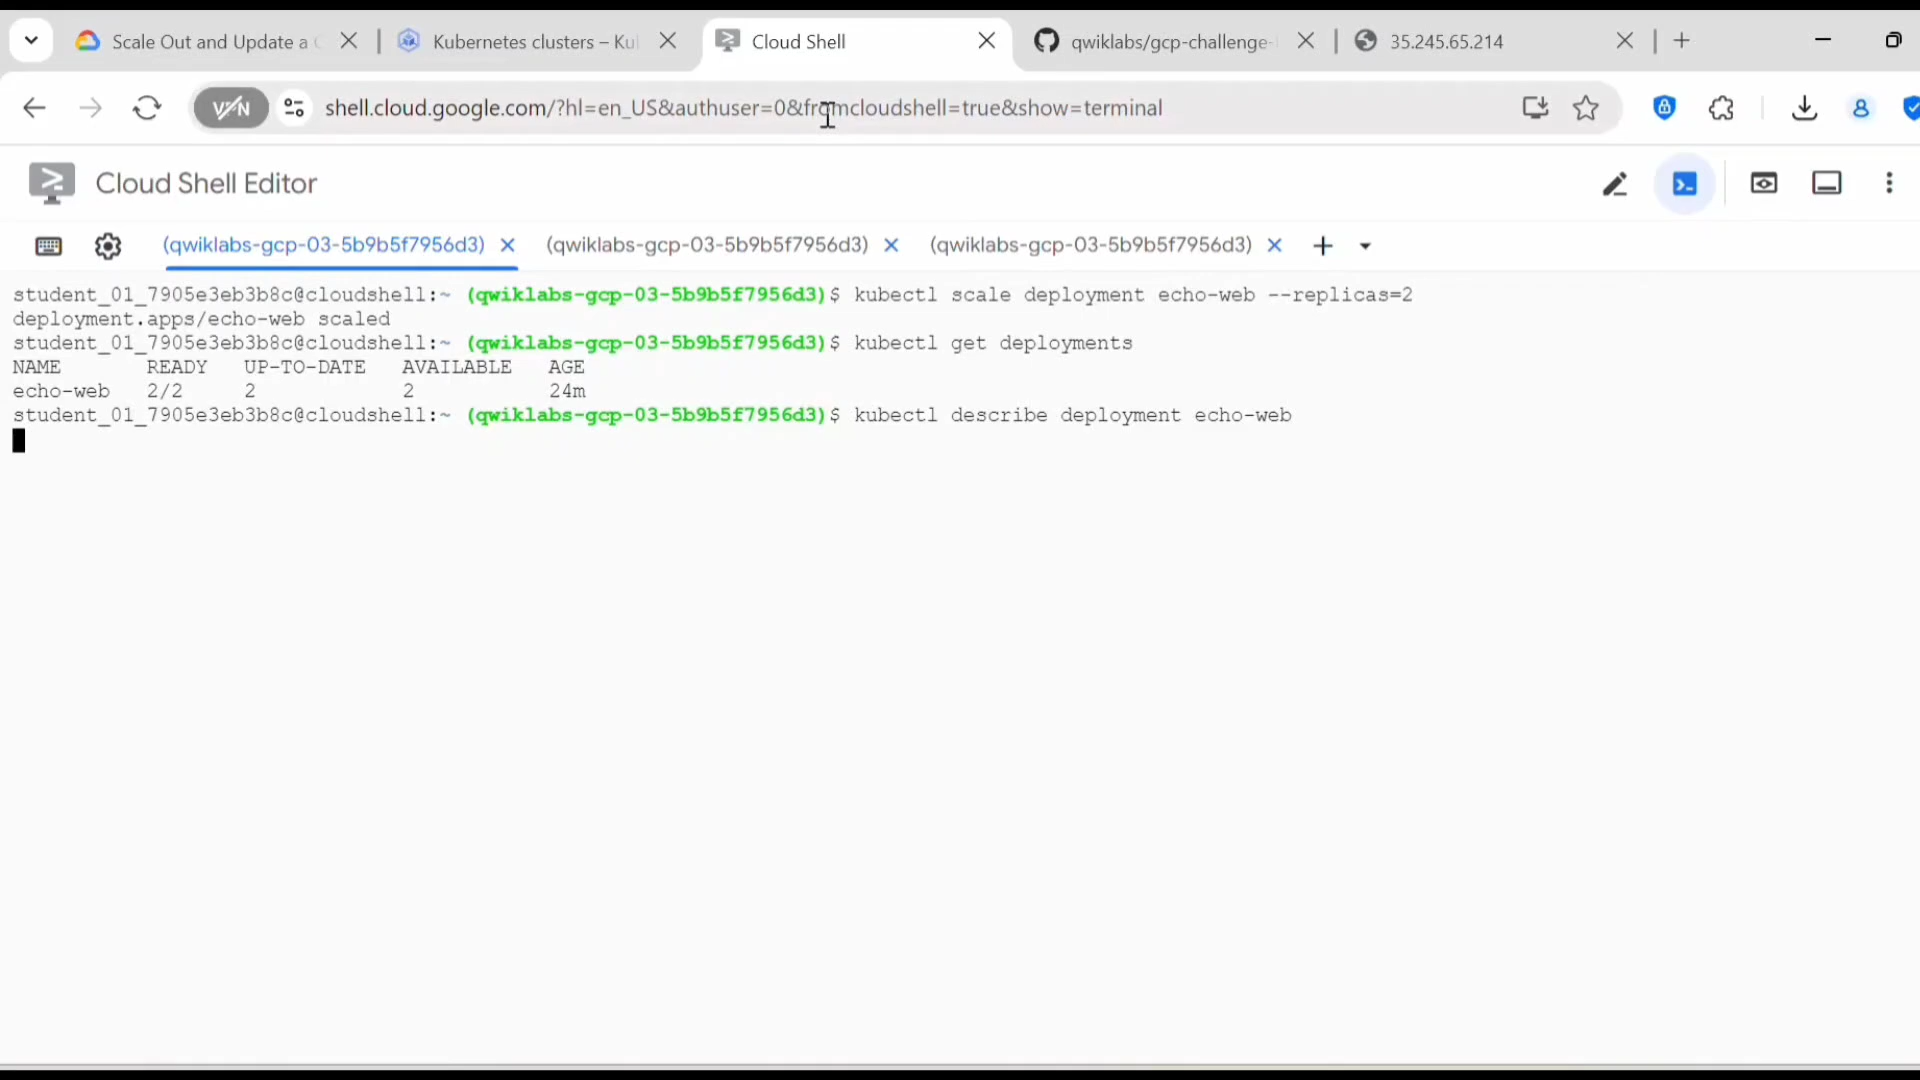 Scale Out and Update a
Kubernetes clusters – Ku
Cloud Shell
qwiklabs/gcp-challenge-
35.245.65.214
VPN
shell.cloud.google.com/?hl=en_US&authuser=0&fromcloudshell=true&show=terminal
Cloud Shell Editor
(qwiklabs-gcp-03-5b9b5f7956d3)
(qwiklabs-gcp-03-5b9b5f7956d3)
(qwiklabs-gcp-03-5b9b5f7956d3)
student_01_7905e3eb3b8c@cloudshell:~ (qwiklabs-gcp-03-5b9b5f7956d3)$ kubectl scale deployment echo-web --replicas=2
deployment.apps/echo-web scaled
student_01_7905e3eb3b8c@cloudshell:~ (qwiklabs-gcp-03-5b9b5f7956d3)$ kubectl get deployments
NAME READY UP-TO-DATE AVAILABLE AGE
echo-web 2/2 2 2 24m
student_01_7905e3eb3b8c@cloudshell:~ (qwiklabs-gcp-03-5b9b5f7956d3)$ kubectl describe deployment echo-web